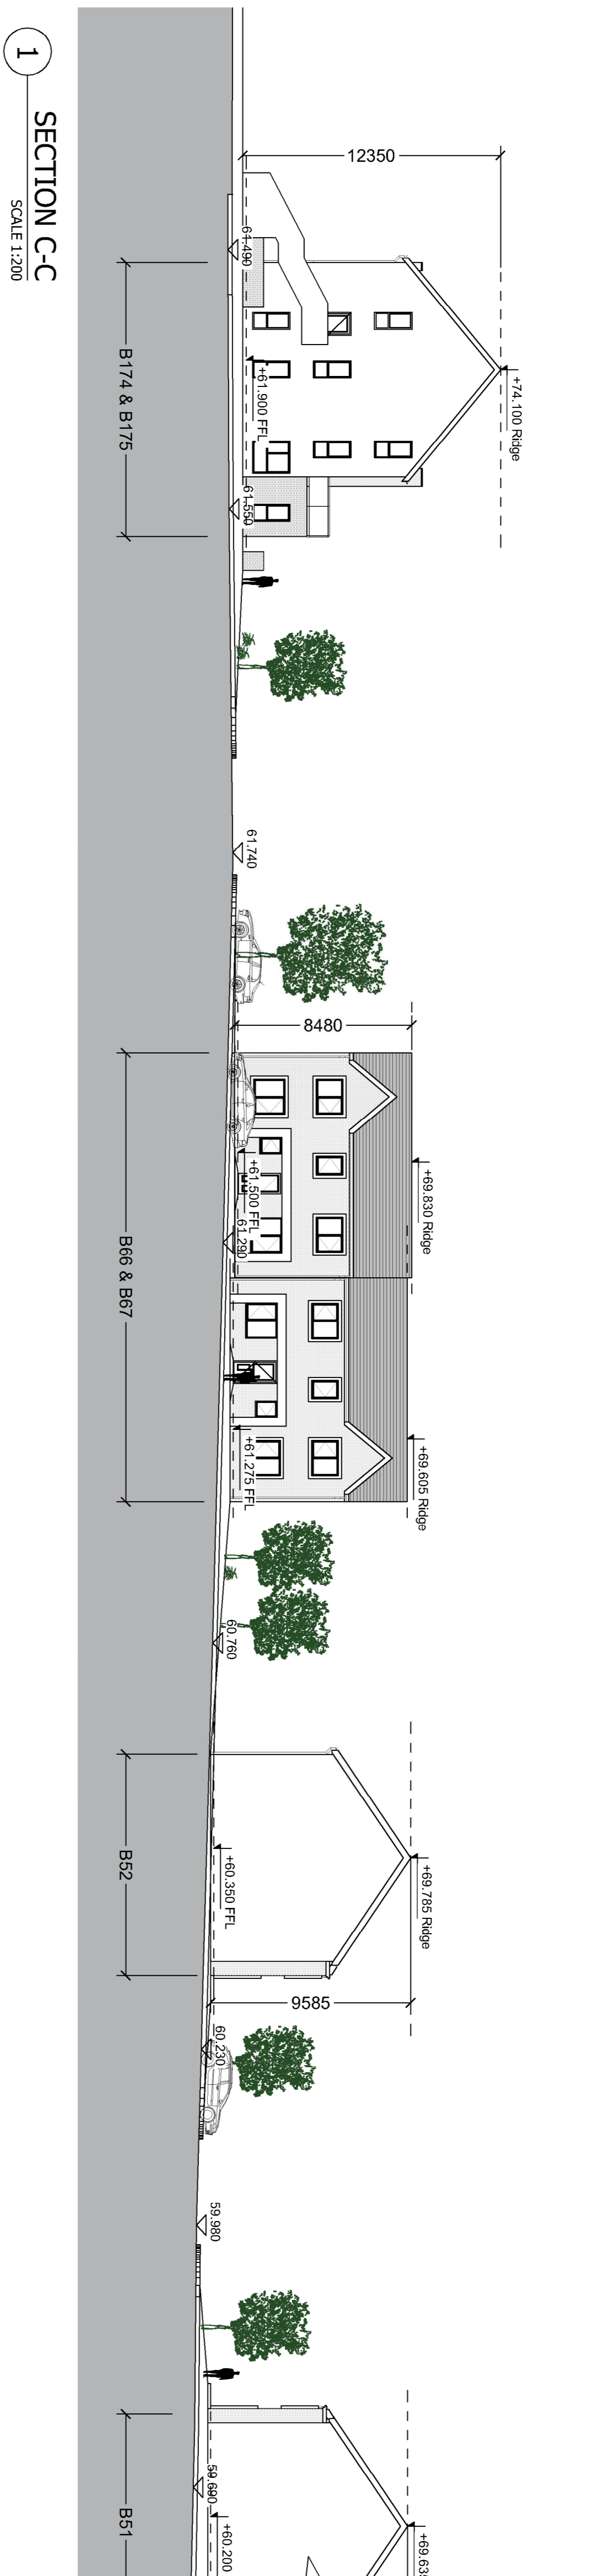 1
SECTION C-C
SCALE 1:200
12350
+74.100 Ridge
61.490
+61.900 FFL
61.550
B174 & B175
61.740
8480
+69.830 Ridge
+61.500 FFL
61.290
+69.605 Ridge
+61.275 FFL
B66 & B67
60.760
+69.785 Ridge
+60.350 FFL
B52
9585
60.230
59.980
59.690
+60.200
B51